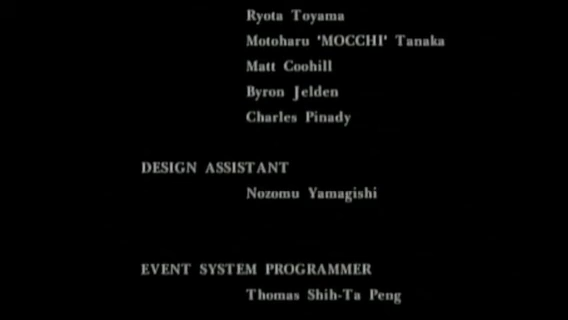 Ryota Toyama
Motoharu 'MOCCHI' Tanaka
Matt Coohill
Byron Jelden
Charles Pinady
DESIGN ASSISTANT
Nozomu Yamagishi
EVENT SYSTEM PROGRAMMER
Thomas Shih-Ta Peng